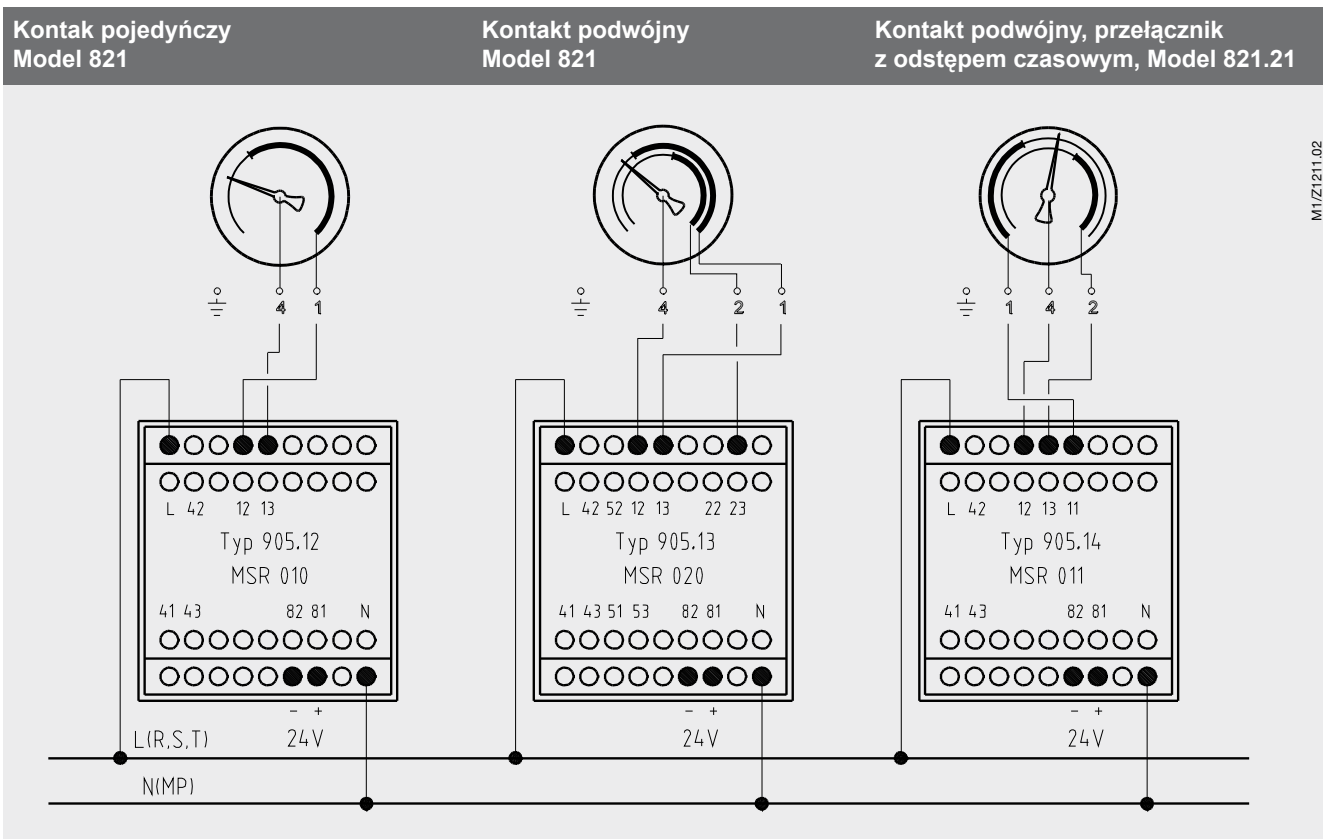 Kontak pojedyńczy
Model 821
Kontakt podwójny
Model 821
Kontakt podwójny, przełącznik
z odstępem czasowym, Model 821.21
M1/Z1211.02
4 1
4 2 1
1 4 2
L 42 12 13
Typ 905.12
MSR 010
41 43 82 81 N
- +
24V
L 42 52 12 13 22 23
Typ 905.13
MSR 020
41 43 51 53 82 81 N
- +
24V
L 42 12 13 11
Typ 905.14
MSR 011
41 43 82 81 N
- +
24V
L(R,S,T)
N(MP)